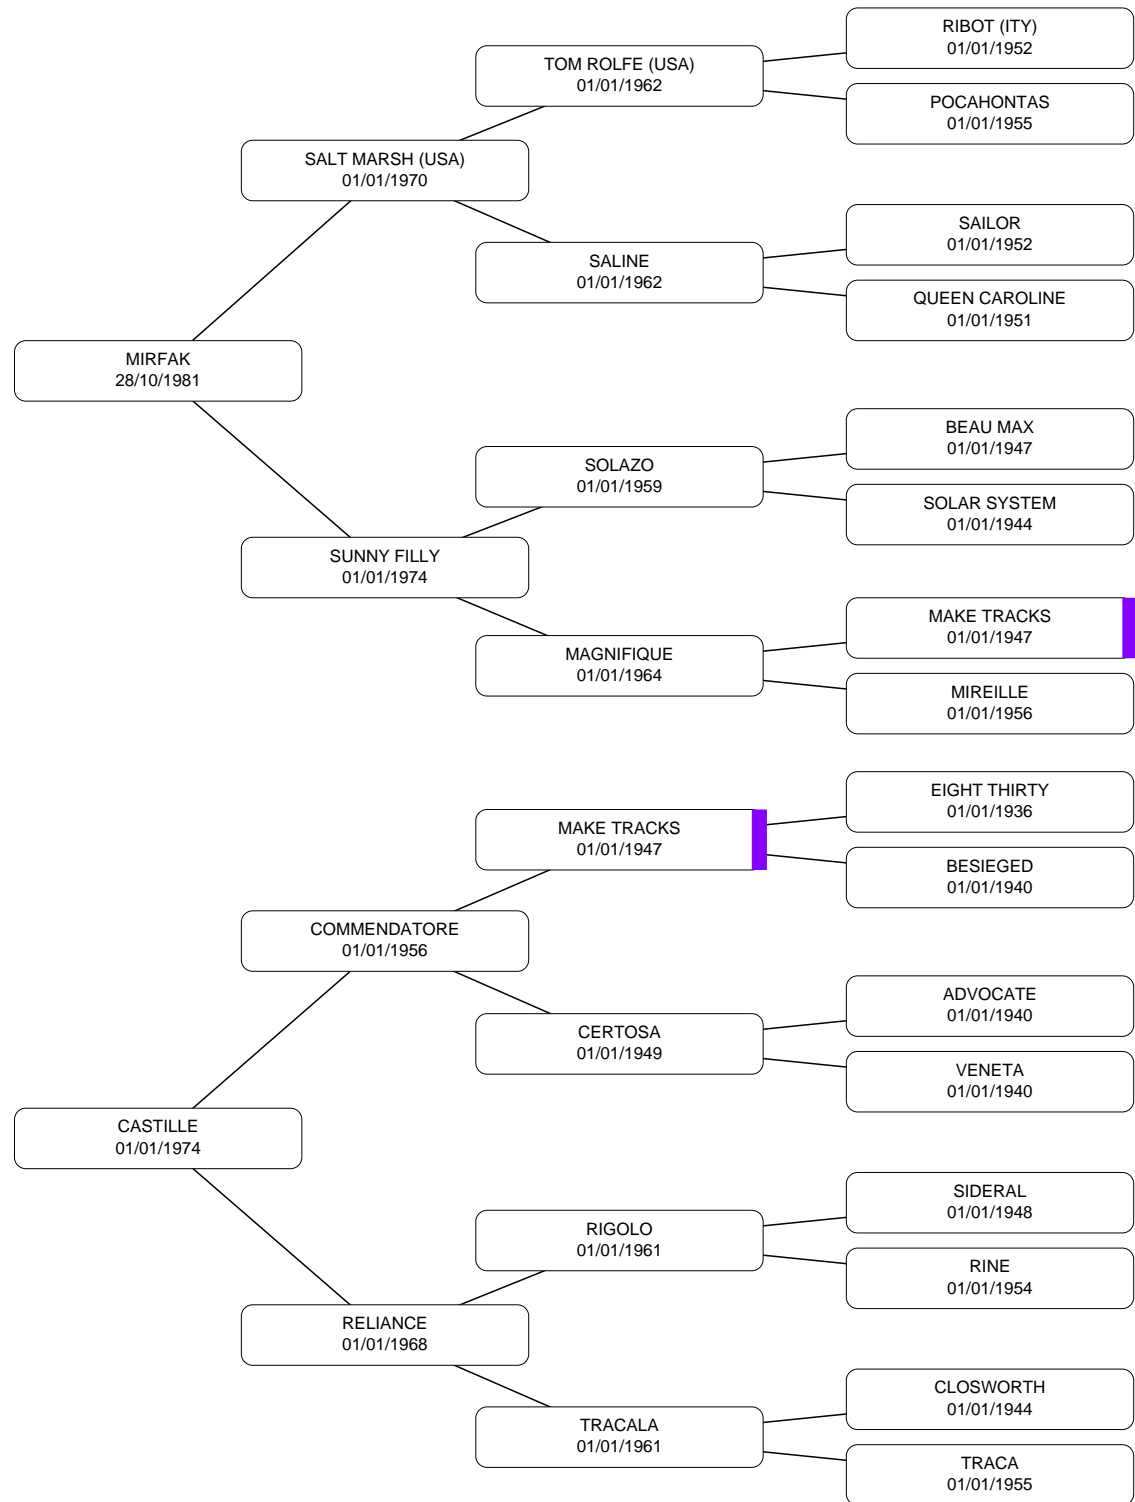 RIBOT (ITY)
01/01/1952
TOM ROLFE (USA)
01/01/1962
POCAHONTAS
01/01/1955
SALT MARSH (USA)
01/01/1970
SAILOR
01/01/1952
SALINE
01/01/1962
QUEEN CAROLINE
01/01/1951
MIRFAK
28/10/1981
BEAU MAX
01/01/1947
SOLAZO
01/01/1959
SOLAR SYSTEM
01/01/1944
SUNNY FILLY
01/01/1974
MAKE TRACKS
01/01/1947
MAGNIFIQUE
01/01/1964
MIREILLE
01/01/1956
EIGHT THIRTY
01/01/1936
MAKE TRACKS
01/01/1947
BESIEGED
01/01/1940
COMMENDATORE
01/01/1956
ADVOCATE
01/01/1940
CERTOSA
01/01/1949
VENETA
01/01/1940
CASTILLE
01/01/1974
SIDERAL
01/01/1948
RIGOLO
01/01/1961
RINE
01/01/1954
RELIANCE
01/01/1968
CLOSWORTH
01/01/1944
TRACALA
01/01/1961
TRACA
01/01/1955